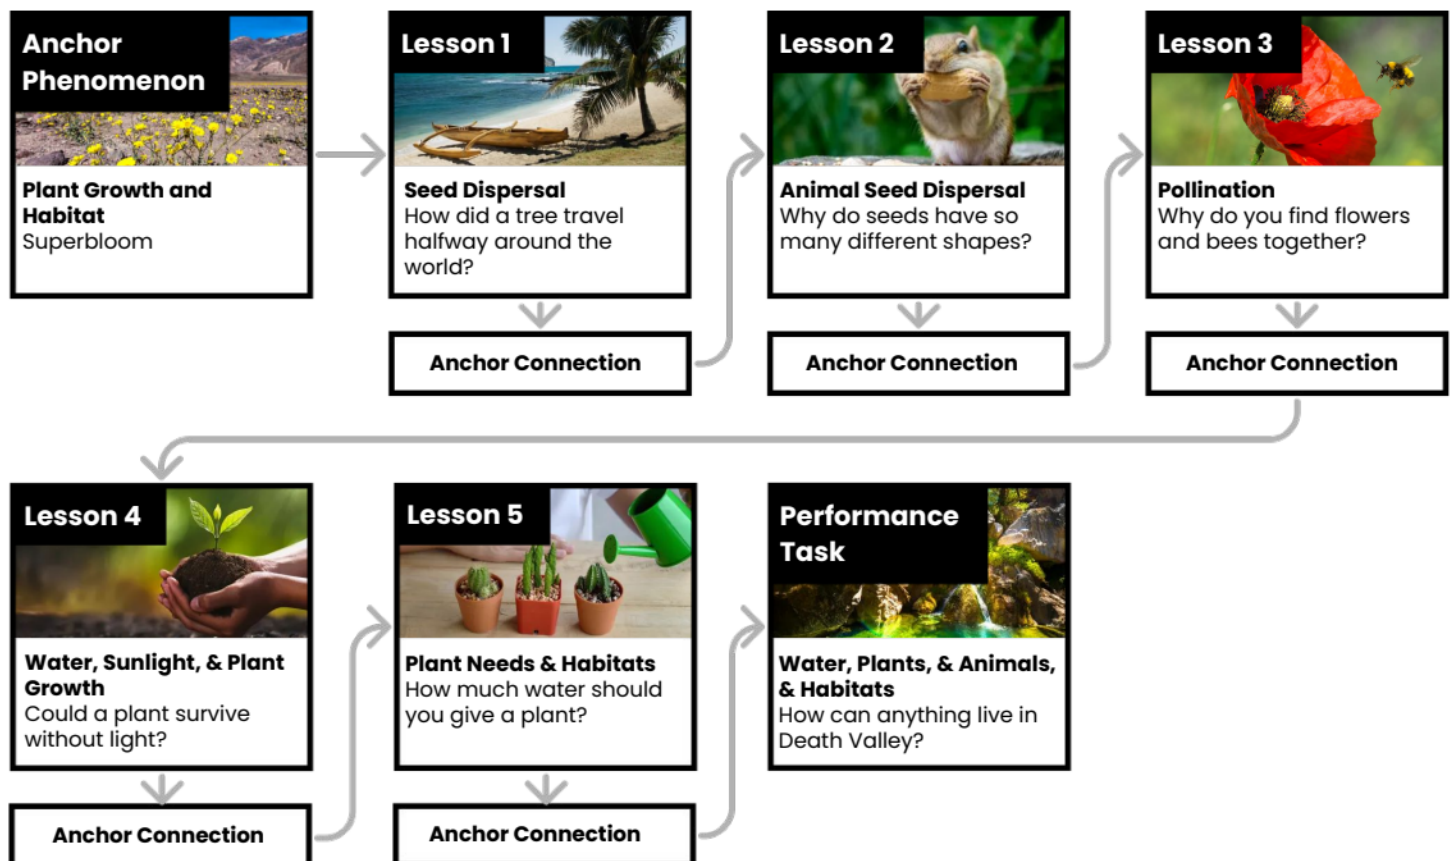 Anchor
Phenomenon
Plant Growth and
Habitat
Superbloom
Lesson 1
Seed Dispersal
How did a tree travel
halfway around the
world?
Anchor Connection
Lesson 2
Animal Seed Dispersal
Why do seeds have so
many different shapes?
Anchor Connection
Lesson 3
Pollination
Why do you find flowers
and bees together?
Anchor Connection
Lesson 4
Water, Sunlight, & Plant
Growth
Could a plant survive
without light?
Anchor Connection
Lesson 5
Plant Needs & Habitats
How much water should
you give a plant?
Anchor Connection
Performance
Task
Water, Plants, & Animals,
& Habitats
How can anything live in
Death Valley?